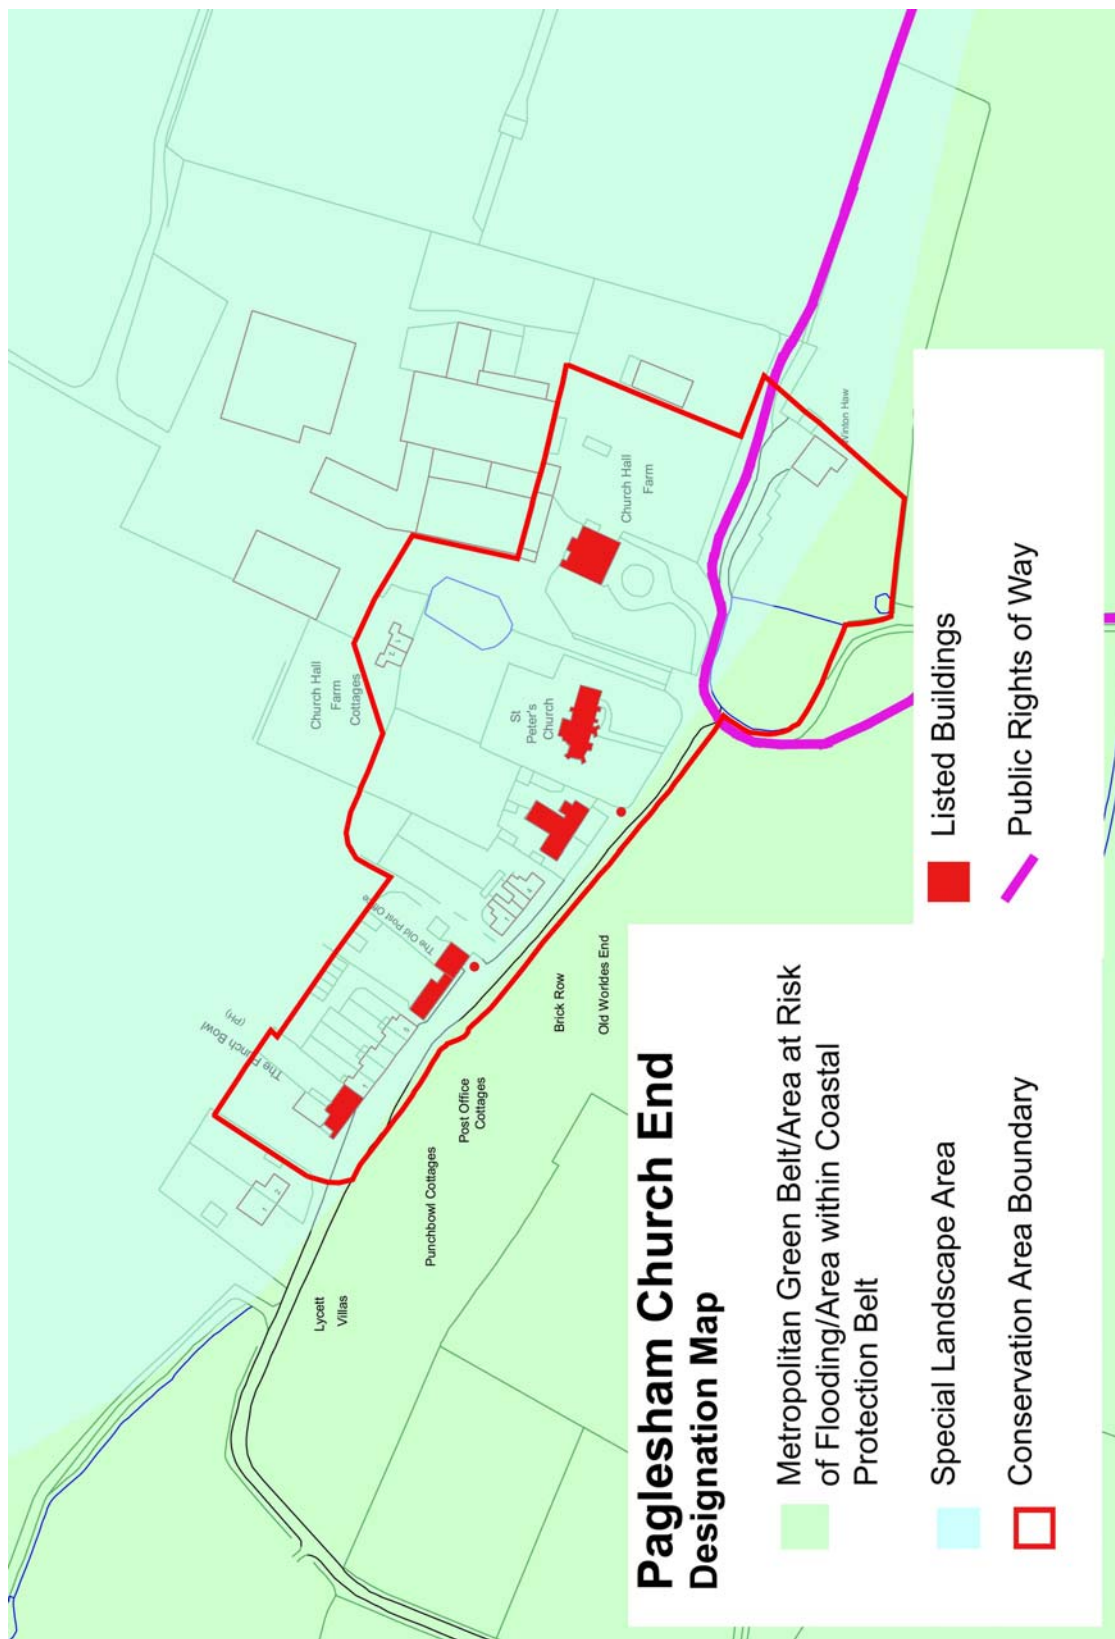 Paglesham Church End
Designation Map
Metropolitan Green Belt/Area at Risk
of Flooding/Area within Coastal
Protection Belt
Special Landscape Area
Conservation Area Boundary
Listed Buildings
Public Rights of Way
Lycett
Villas
Punchbowl Cottages
Post Office
Cottages
Brick Row
Old Worldes End
The Punch Bowl
(PH)
The Old Post Office
Church Hall
Farm
Cottages
St
Peter's
Church
Church Hall
Farm
Winton Haw
1
2